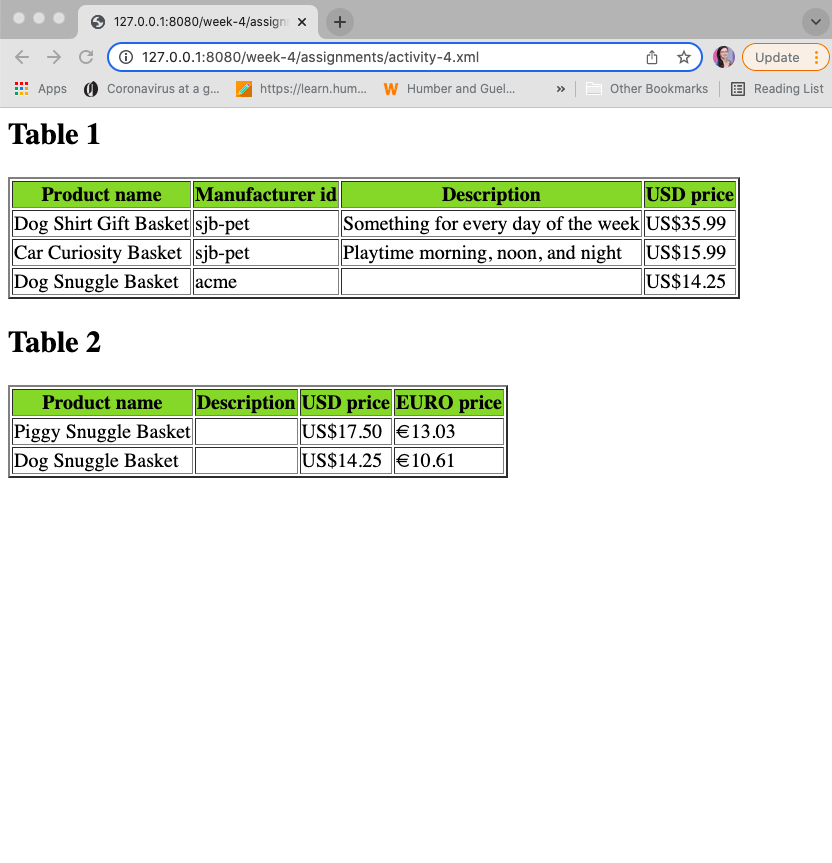 127.0.0.1:8080/week-4/assign
127.0.0.1:8080/week-4/assignments/activity-4.xml Update
Apps Coronavirus at a g... https://learn.hum... W Humber and Guel... » Other Bookmarks Reading List
Table 1
Product name Manufacturer id Description USD price
Dog Shirt Gift Basket sjb-pet Something for every day of the week US$35.99
Car Curiosity Basket sjb-pet Playtime morning, noon, and night US$15.99
Dog Snuggle Basket acme US$14.25
Table 2
Product name Description USD price EURO price
Piggy Snuggle Basket US$17.50 €13.03
Dog Snuggle Basket US$14.25 €10.61